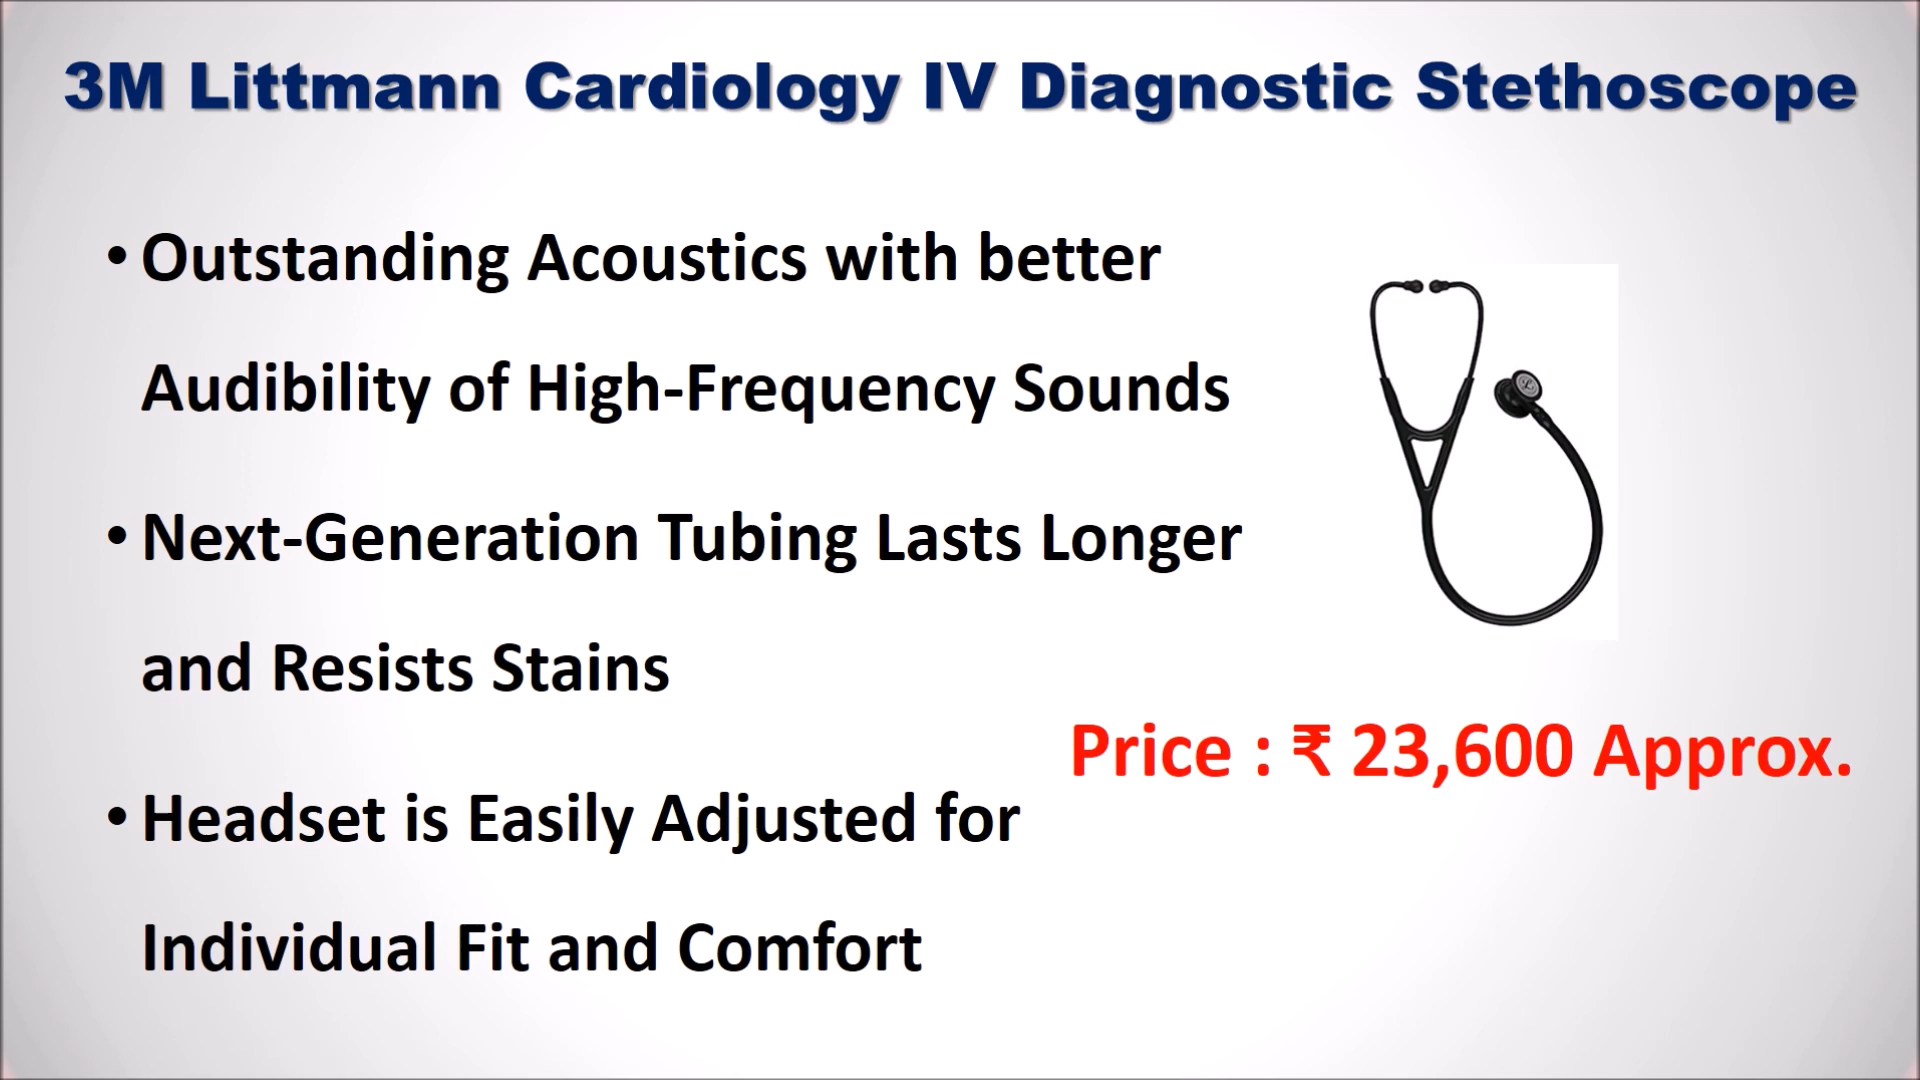 3M Littmann Cardiology IV Diagnostic Stethoscope
• Outstanding Acoustics with better
Audibility of High-Frequency Sounds
• Next-Generation Tubing Lasts Longer
and Resists Stains
Price : ₹ 23,600 Approx.
• Headset is Easily Adjusted for
Individual Fit and Comfort